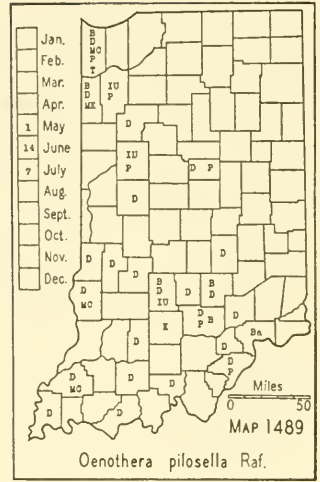 Jan.
Feb.
Mar.
Apr.
1 May
14 June
7 July
Aug.
Sept.
Oct.
Nov.
Dec.
B
D
MC
P
T
B
D
MK
IU
P
D
IU
P
D P
D
D
D
D
D
D
MC
B
D
IU
D
B
D
D
P B
D
K
Ba
D
D
D
P
D
MC
D
D
D
D
Miles
0 50
MAP 1489
Oenothera pilosella Raf.